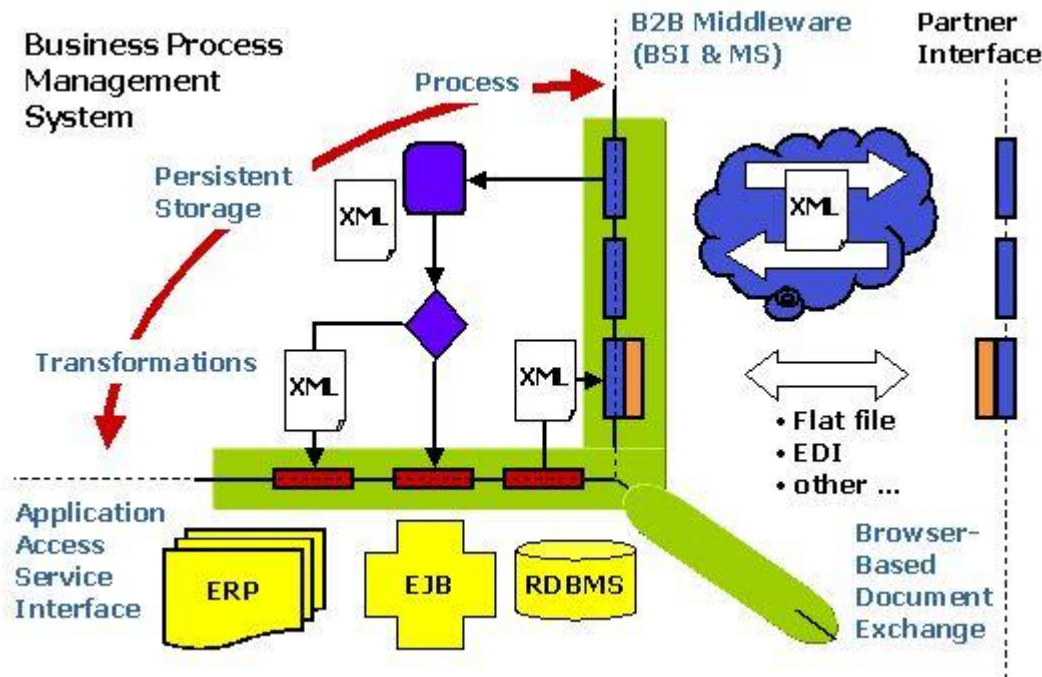 Business Process
Management
System
B2B Middleware
(BSI & MS)
Partner
Interface
Process
Persistent
Storage
XML
XML
Transformations
XML
XML
• Flat file
• EDI
• other ...
Application
Access
Service
Interface
ERP
EJB
RDBMS
Browser-
Based
Document
Exchange